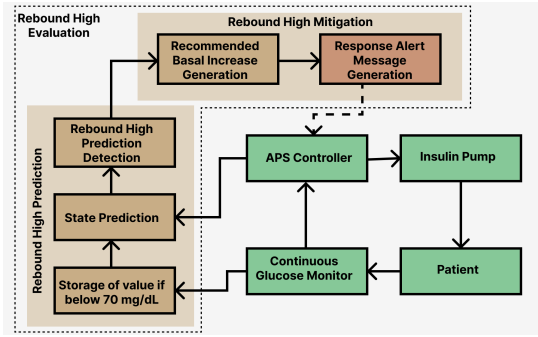 Rebound High
Evaluation
Rebound High Mitigation
Recommended
Basal Increase
Generation
Response Alert
Message
Generation
Rebound High Prediction
Rebound High
Prediction
Detection
State Prediction
Storage of value if
below 70 mg/dL
APS Controller
Insulin Pump
Continuous
Glucose Monitor
Patient